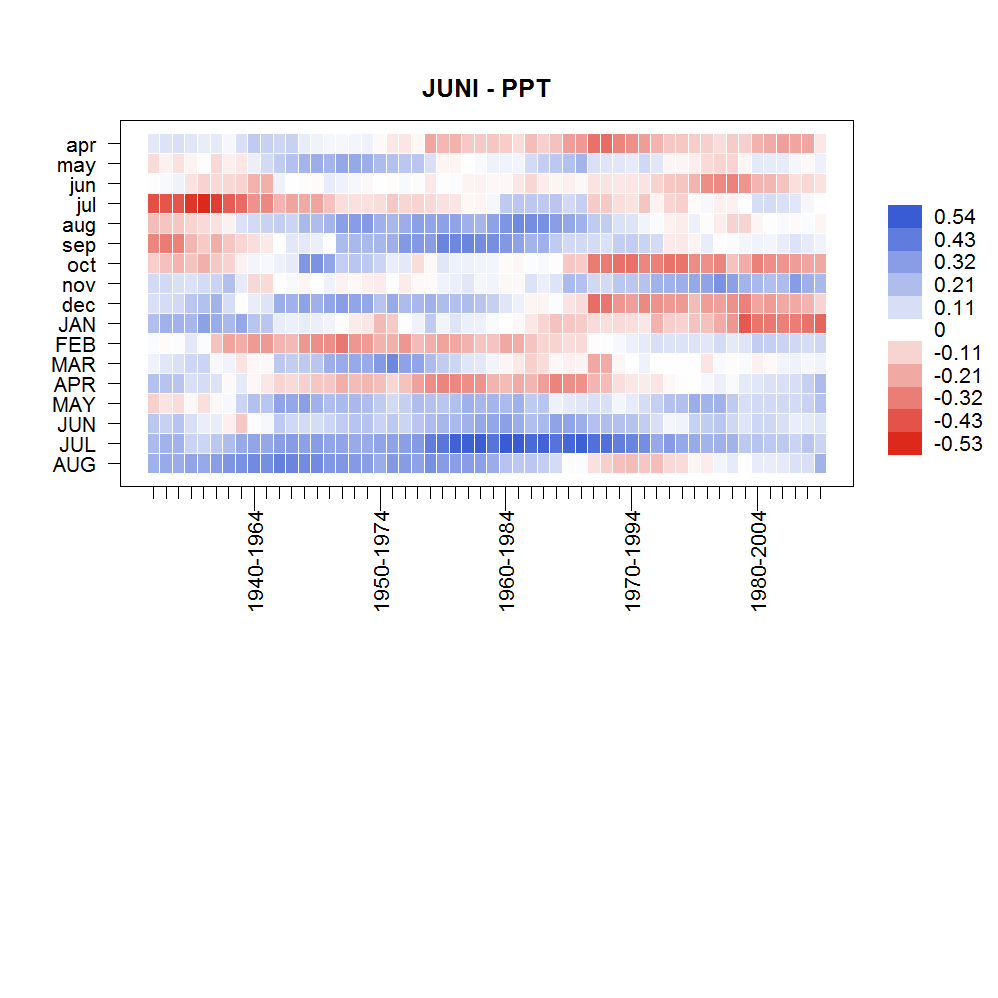 JUNI - PPT
apr
may
jun
jul
aug
sep
oct
nov
dec
JAN
FEB
MAR
APR
MAY
JUN
JUL
AUG
1940-1964
1950-1974
1960-1984
1970-1994
1980-2004
0.54
0.43
0.32
0.21
0.11
0
-0.11
-0.21
-0.32
-0.43
-0.53